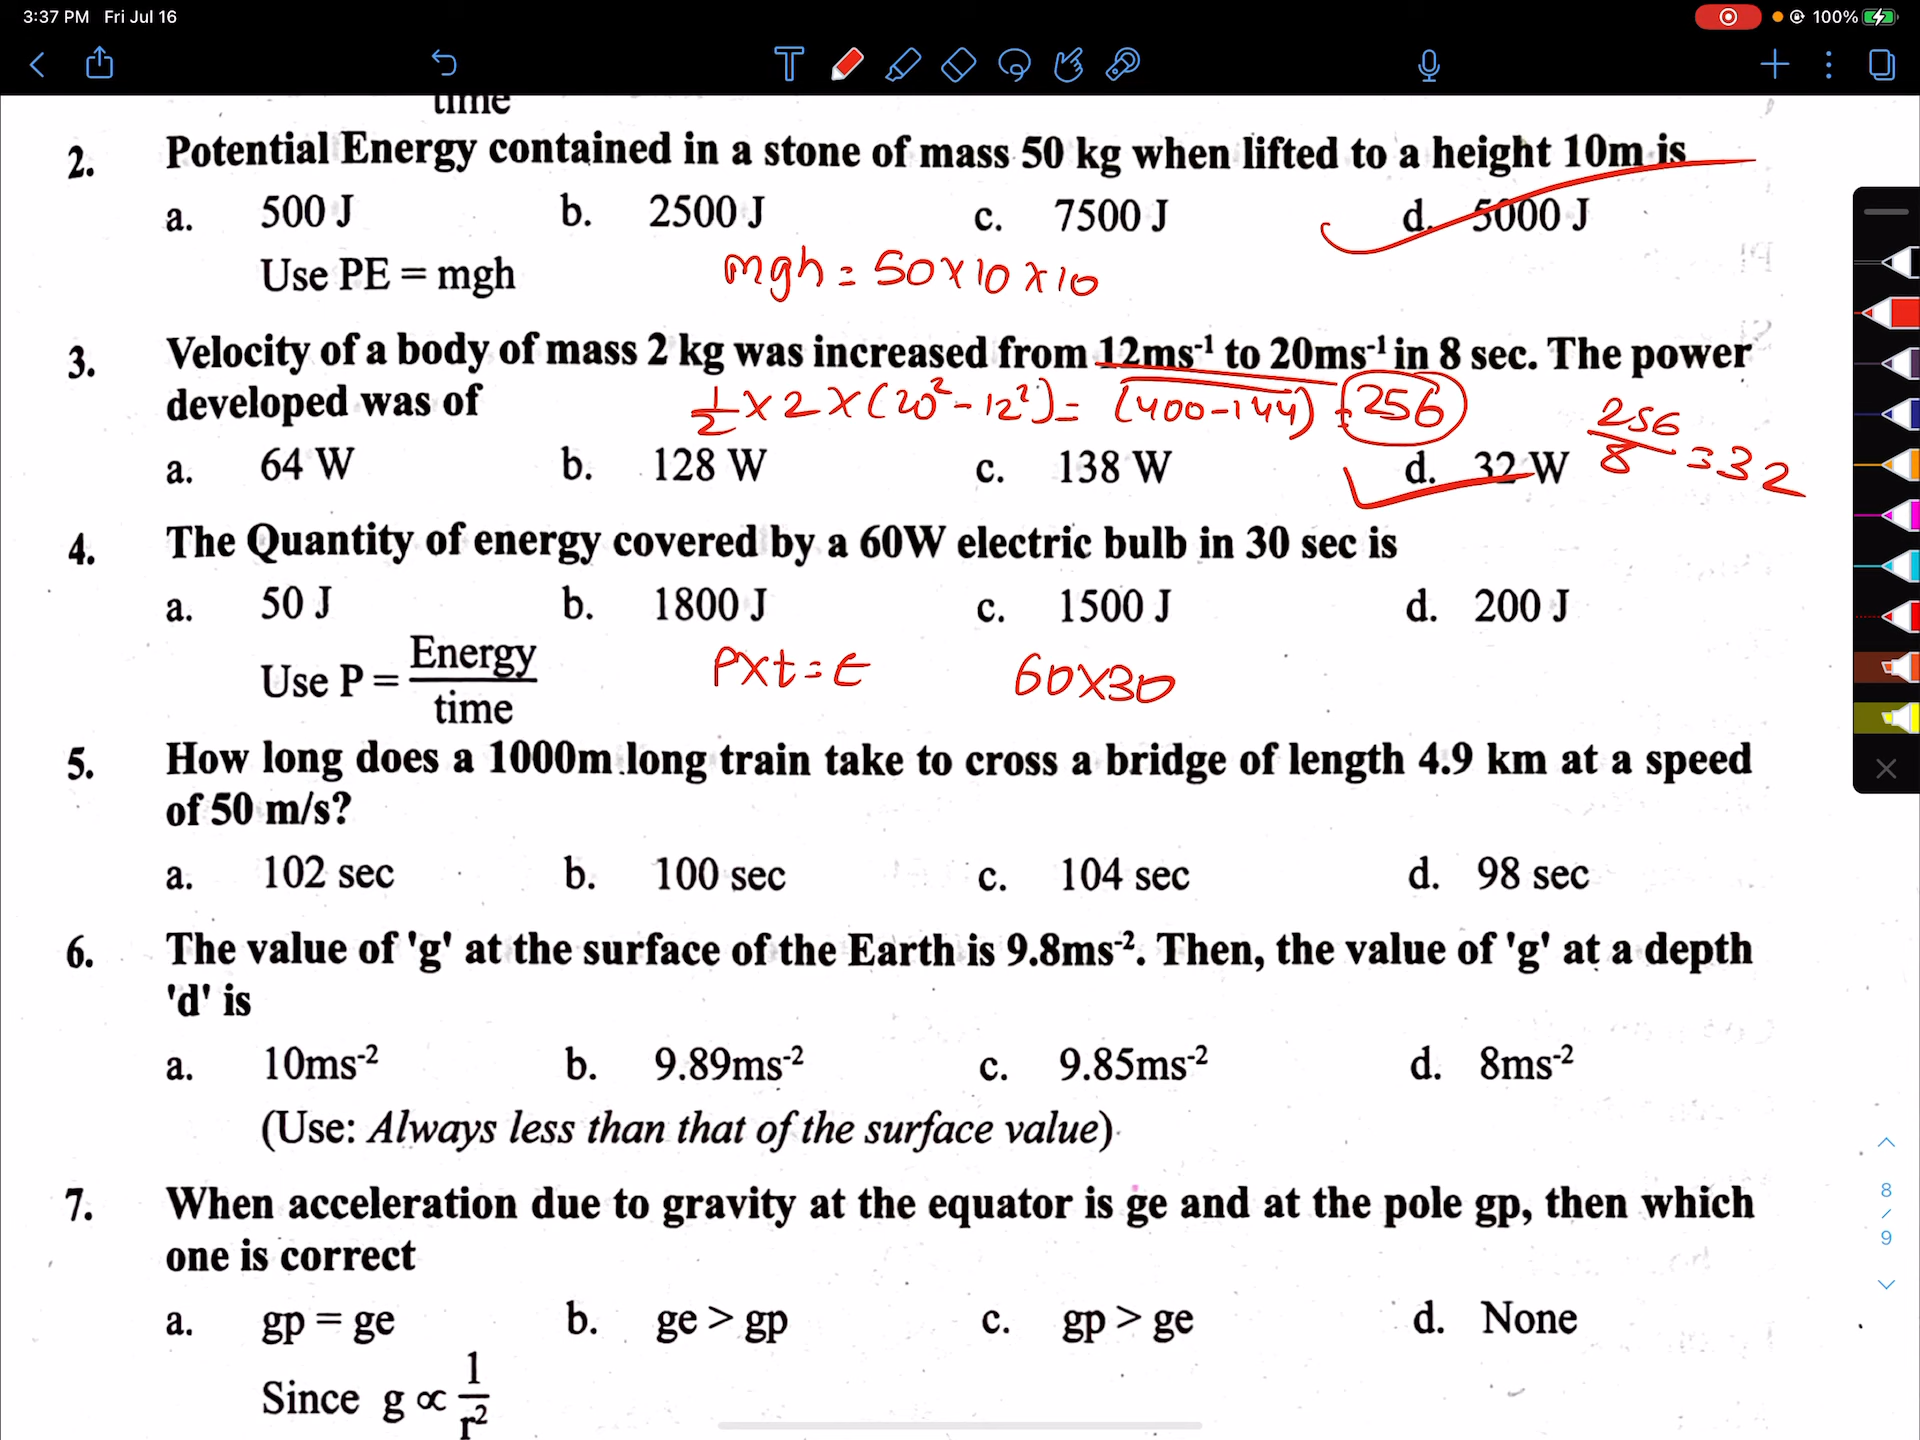 3:37 PM Fri Jul 16
100%
time
2. Potential Energy contained in a stone of mass 50 kg when lifted to a height 10m is
a. 500 J b. 2500 J c. 7500 J d. 5000 J
Use PE = mgh mgh = 50×10×10
3. Velocity of a body of mass 2 kg was increased from 12ms⁻¹ to 20ms⁻¹ in 8 sec. The power
developed was of ½ × 2 × (20² - 12²) = (400-144) = 256
256/8 = 32
a. 64 W b. 128 W c. 138 W d. 32 W
4. The Quantity of energy covered by a 60W electric bulb in 30 sec is
a. 50 J b. 1800 J c. 1500 J d. 200 J
Use P = Energy/time P×t = E 60×30
5. How long does a 1000m long train take to cross a bridge of length 4.9 km at a speed
of 50 m/s?
a. 102 sec b. 100 sec c. 104 sec d. 98 sec
6. The value of 'g' at the surface of the Earth is 9.8ms⁻². Then, the value of 'g' at a depth
'd' is
a. 10ms⁻² b. 9.89ms⁻² c. 9.85ms⁻² d. 8ms⁻²
(Use: Always less than that of the surface value)
7. When acceleration due to gravity at the equator is ge and at the pole gp, then which
one is correct
a. gp = ge b. ge > gp c. gp > ge d. None
Since g ∝ 1/r²
8
/
9